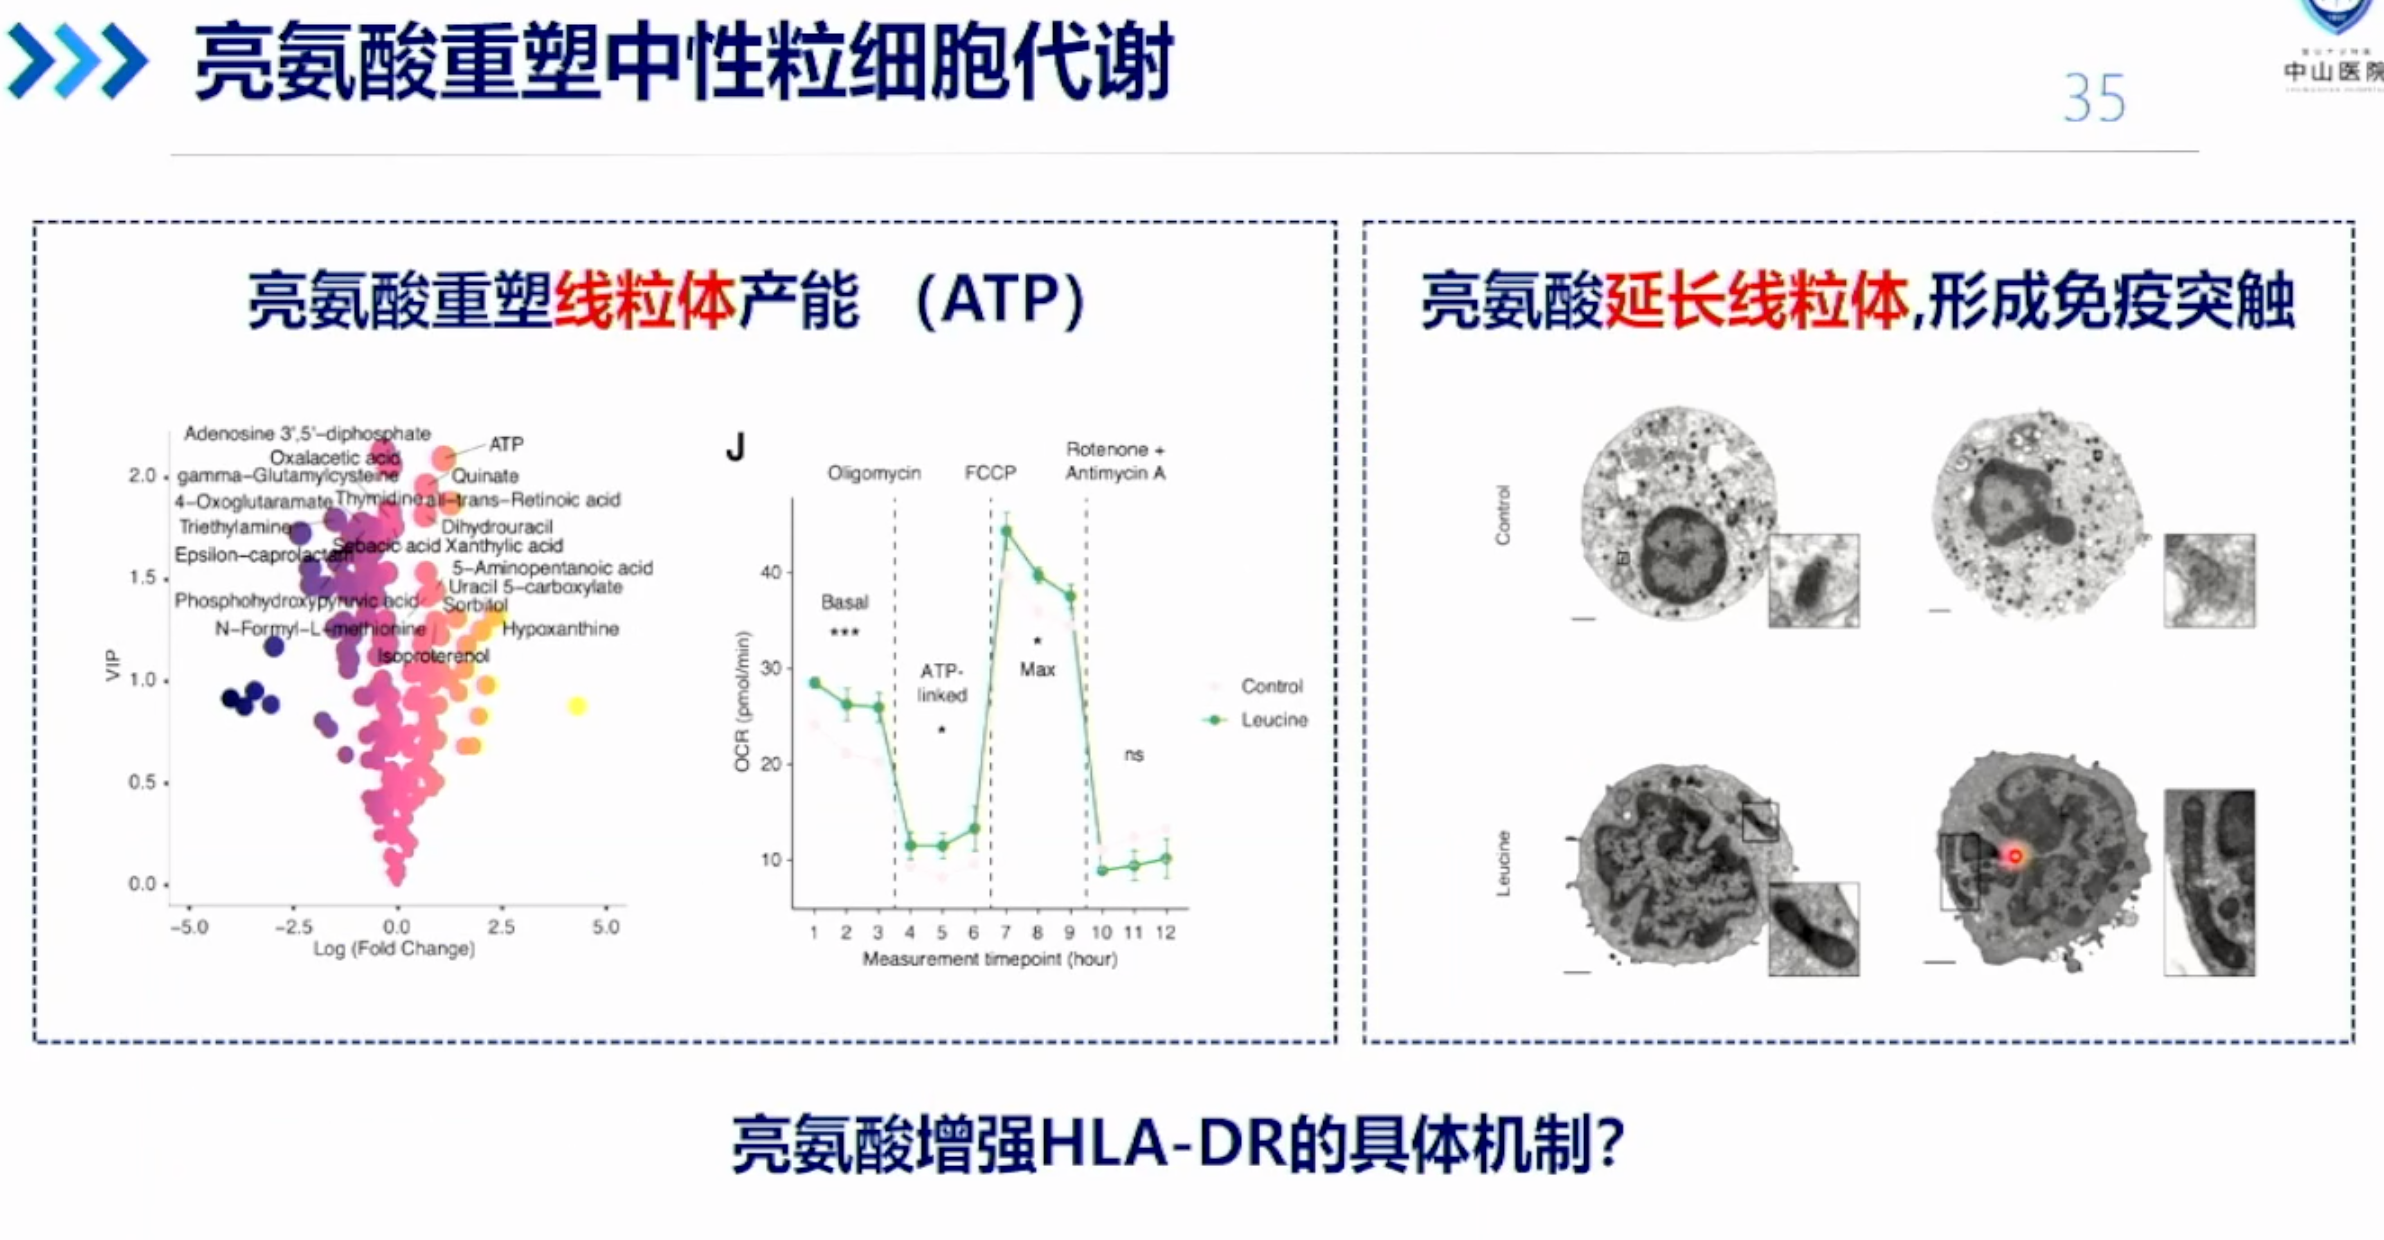 亮氨酸重塑中性粒细胞代谢
35
中山医院
亮氨酸重塑线粒体产能 （ATP）
亮氨酸延长线粒体,形成免疫突触
Adenosine 3',5'-diphosphate
ATP
Oxalacetic acid
gamma-Glutamylcysteine
Quinate
4-Oxoglutaramate
Thymidine
all-trans-Retinoic acid
Triethylamine
Dihydrouracil
Sebacic acid
Xanthylic acid
Epsilon-caprolactam
5-Aminopentanoic acid
Uracil 5-carboxylate
Phosphohydroxypyruvic acid
Sorbitol
N-Formyl-L-methionine
Hypoxanthine
Isoproterenol
VIP
2.0
1.5
1.0
0.5
0.0
-5.0 -2.5 0.0 2.5 5.0
Log (Fold Change)
J
Oligomycin
FCCP
Rotenone +
Antimycin A
OCR (pmol/min)
40
30
20
10
Basal
***
ATP-
linked
*
*
Max
ns
1 2 3 4 5 6 7 8 9 10 11 12
Measurement timepoint (hour)
Control
Leucine
Control
Leucine
亮氨酸增强HLA-DR的具体机制?